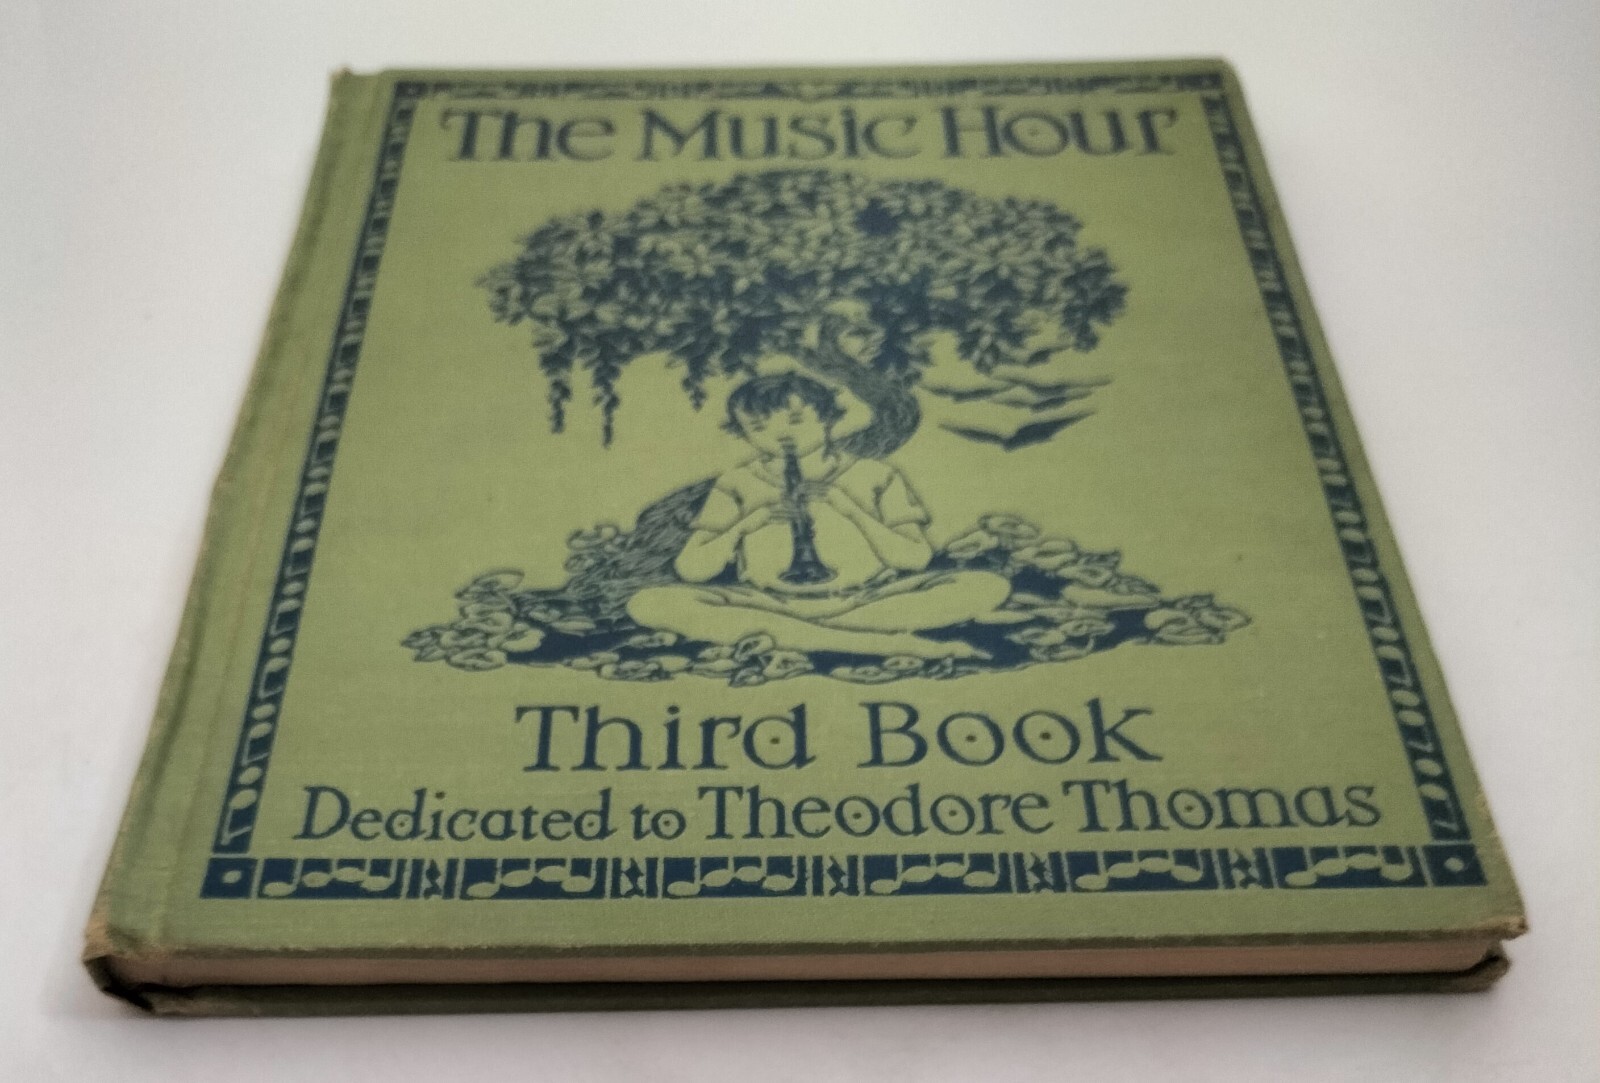 The Music Hour
Third Book
Dedicated to Theodore Thomas